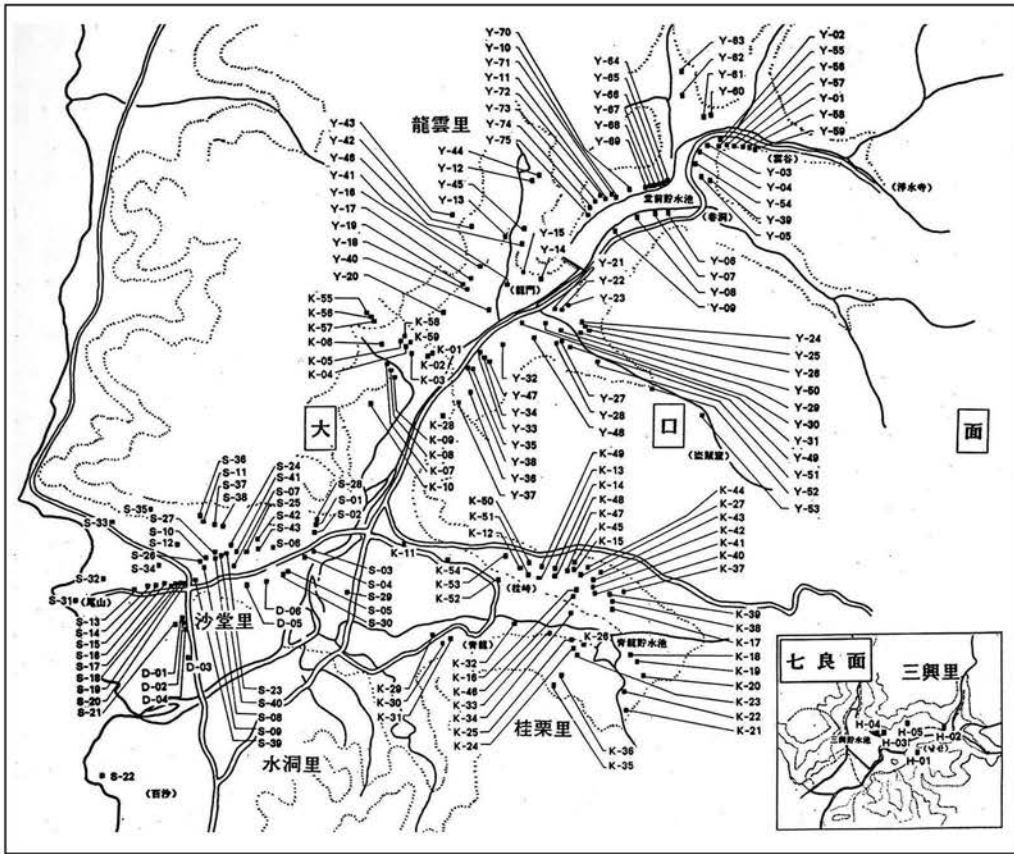 Y-70
Y-10
Y-71
Y-11
Y-72
Y-73
Y-74
Y-75
Y-64
Y-65
Y-66
Y-67
Y-68
Y-69
Y-63
Y-62
Y-61
Y-60
Y-02
Y-55
Y-56
Y-57
Y-01
Y-58
Y-59
(雲谷)
(淨水寺)
龍雲里
Y-43
Y-42
Y-46
Y-41
Y-16
Y-17
Y-19
Y-18
Y-40
Y-20
Y-44
Y-12
Y-45
Y-13
Y-15
Y-14
(龍門)
堂前貯水池
Y-03
Y-04
Y-54
Y-39
Y-05
Y-06
Y-07
Y-08
Y-09
Y-21
Y-22
Y-23
Y-24
Y-25
Y-26
Y-50
Y-29
Y-30
Y-31
Y-49
Y-51
Y-52
Y-53
K-55
K-56
K-57
K-06
K-05
K-04
K-58
K-59
K-01
K-02
K-03
Y-32
Y-47
Y-34
Y-33
Y-35
Y-38
Y-36
Y-37
Y-27
Y-28
Y-48
大
口
面
K-28
K-09
K-08
K-07
K-10
S-36
S-11
S-37
S-38
S-24
S-41
S-07
S-25
S-42
S-43
S-28
S-01
S-02
S-06
S-35
S-27
S-33
S-10
S-12
S-26
S-34
S-32
S-31
(尾山)
K-50
K-51
K-12
K-49
K-13
K-14
K-48
K-47
K-45
K-15
K-44
K-27
K-43
K-42
K-41
K-40
K-37
K-11
K-54
K-53
K-52
(桂峙)
S-03
S-04
S-29
S-05
S-30
D-06
D-05
沙堂里
S-13
S-14
S-15
S-16
S-17
S-18
S-19
S-20
S-21
D-01
D-02
D-04
D-03
S-23
S-40
S-08
S-09
S-39
(靑龍)
K-29
K-30
K-31
K-32
K-16
K-46
K-33
K-34
K-25
K-24
K-26
靑龍貯水池
K-39
K-38
K-17
K-18
K-19
K-20
K-23
K-22
K-21
K-36
K-35
桂栗里
水洞里
S-22
(百沙)
七良面
三興里
H-04
H-05
H-02
三興貯水池
H-03
H-01